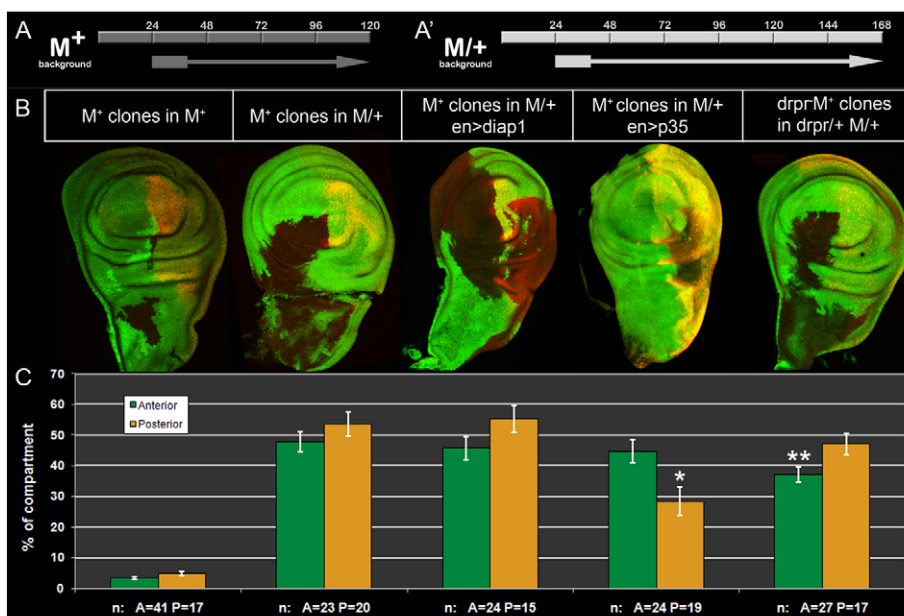 A
M+
background
24 48 72 96 120
A'
M/+
background
24 48 72 96 120 144 168
B
M+ clones in M+
M+ clones in M/+
M+ clones in M/+
en>diap1
M+ clones in M/+
en>p35
drpr-M+ clones
in drpr/+ M/+
C
% of compartment
70
60
50
40
30
20
10
0
Anterior
Posterior
*
**
n: A=41 P=17
n: A=23 P=20
n: A=24 P=15
n: A=24 P=19
n: A=27 P=17